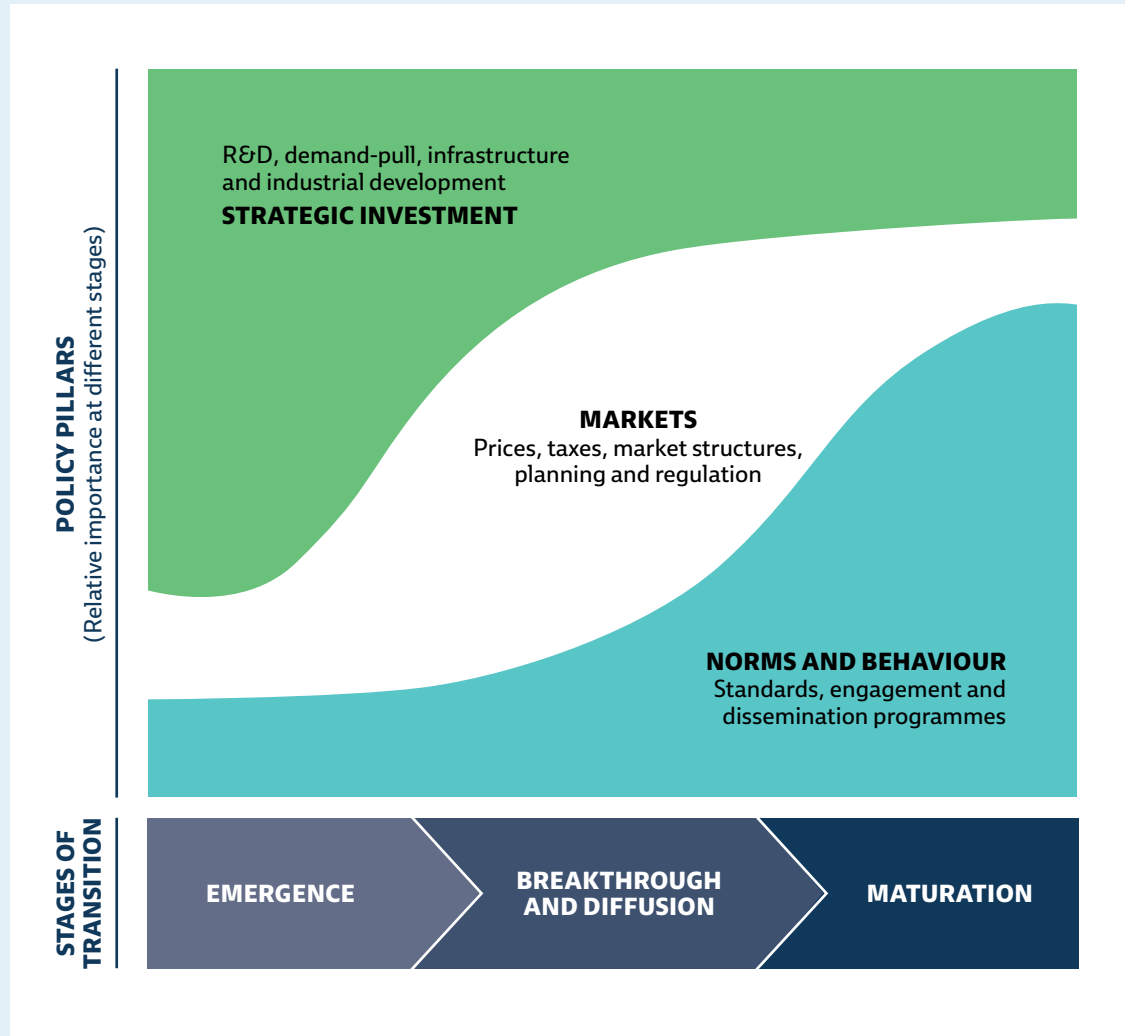 POLICY PILLARS
(Relative importance at different stages)
R&D, demand-pull, infrastructure
and industrial development
STRATEGIC INVESTMENT
MARKETS
Prices, taxes, market structures,
planning and regulation
NORMS AND BEHAVIOUR
Standards, engagement and
dissemination programmes
STAGES OF
TRANSITION
EMERGENCE
BREAKTHROUGH
AND DIFFUSION
MATURATION